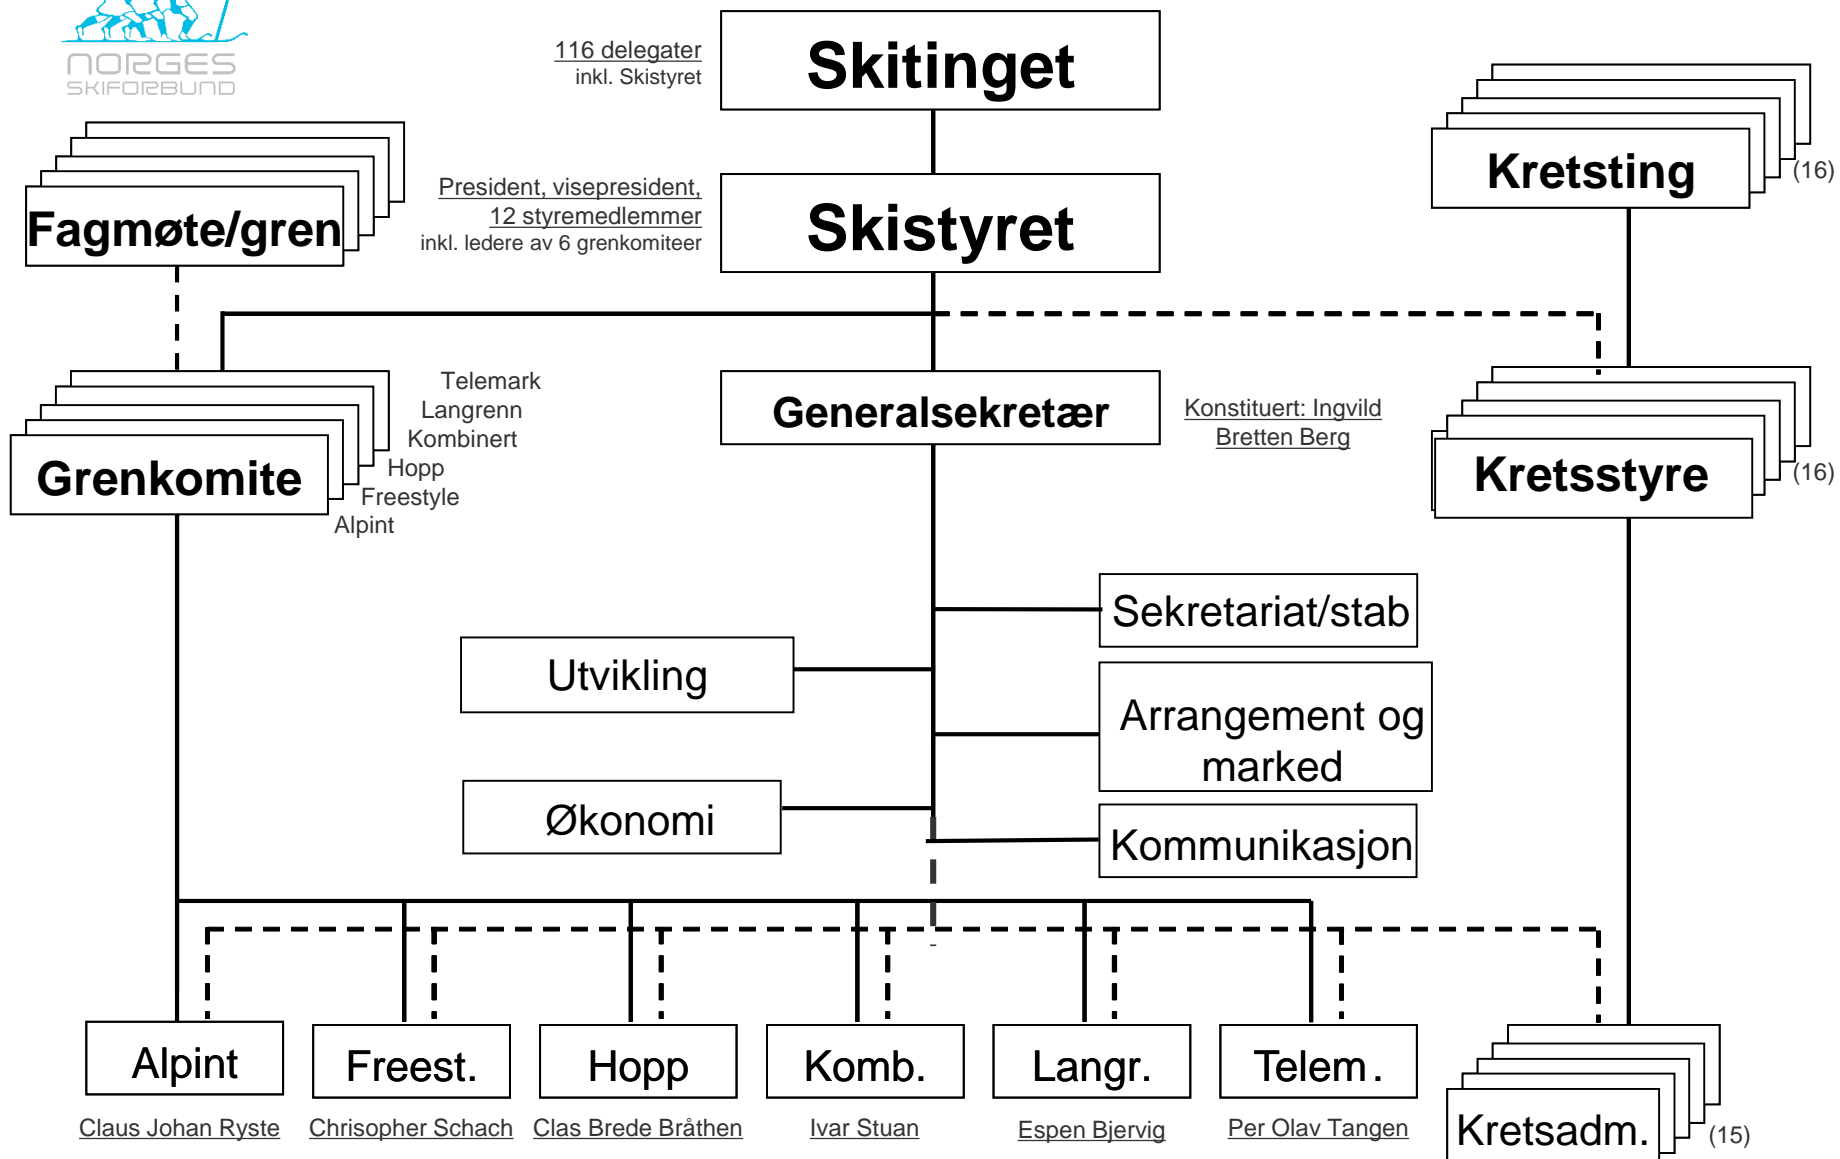 NORGES
SKIFORBUND
116 delegater
inkl. Skistyret
Skitinget
Kretsting
(16)
Fagmøte/gren
President, visepresident,
12 styremedlemmer
inkl. ledere av 6 grenkomiteer
Skistyret
Telemark
Langrenn
Kombinert
Hopp
Freestyle
Alpint
Grenkomite
Generalsekretær
Konstituert: Ingvild
Bretten Berg
Kretsstyre
(16)
Sekretariat/stab
Utvikling
Arrangement og
marked
Økonomi
Kommunikasjon
Alpint
Freest.
Hopp
Komb.
Langr.
Telem.
Kretsadm.
(15)
Claus Johan Ryste
Chrisopher Schach
Clas Brede Bråthen
Ivar Stuan
Espen Bjervig
Per Olav Tangen